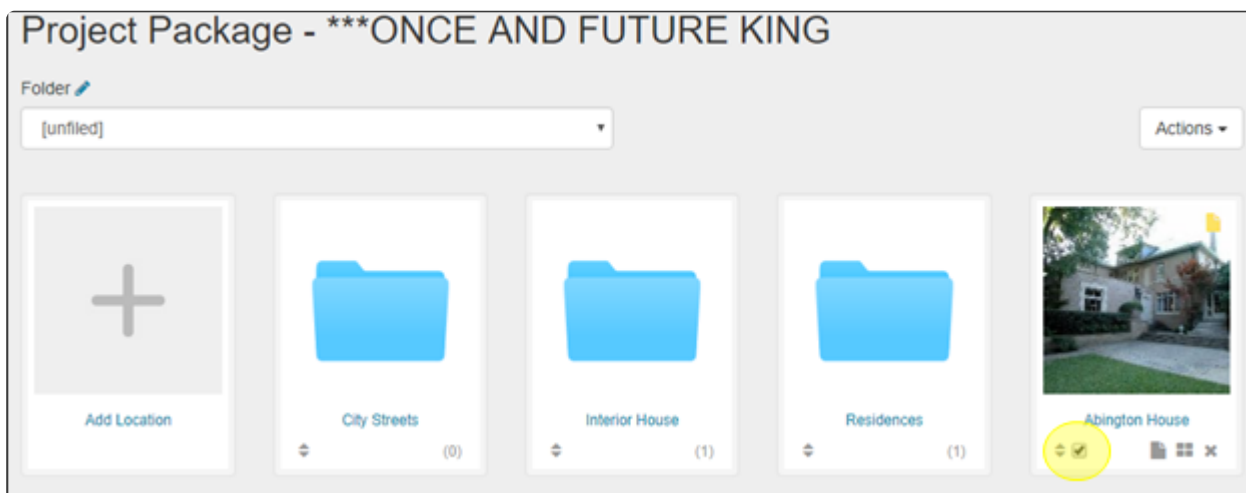 Project Package - ***ONCE AND FUTURE KING
Folder
[unfiled]
Actions
Add Location
City Streets
Interior House
Residences
Abington House
(0)
(1)
(1)